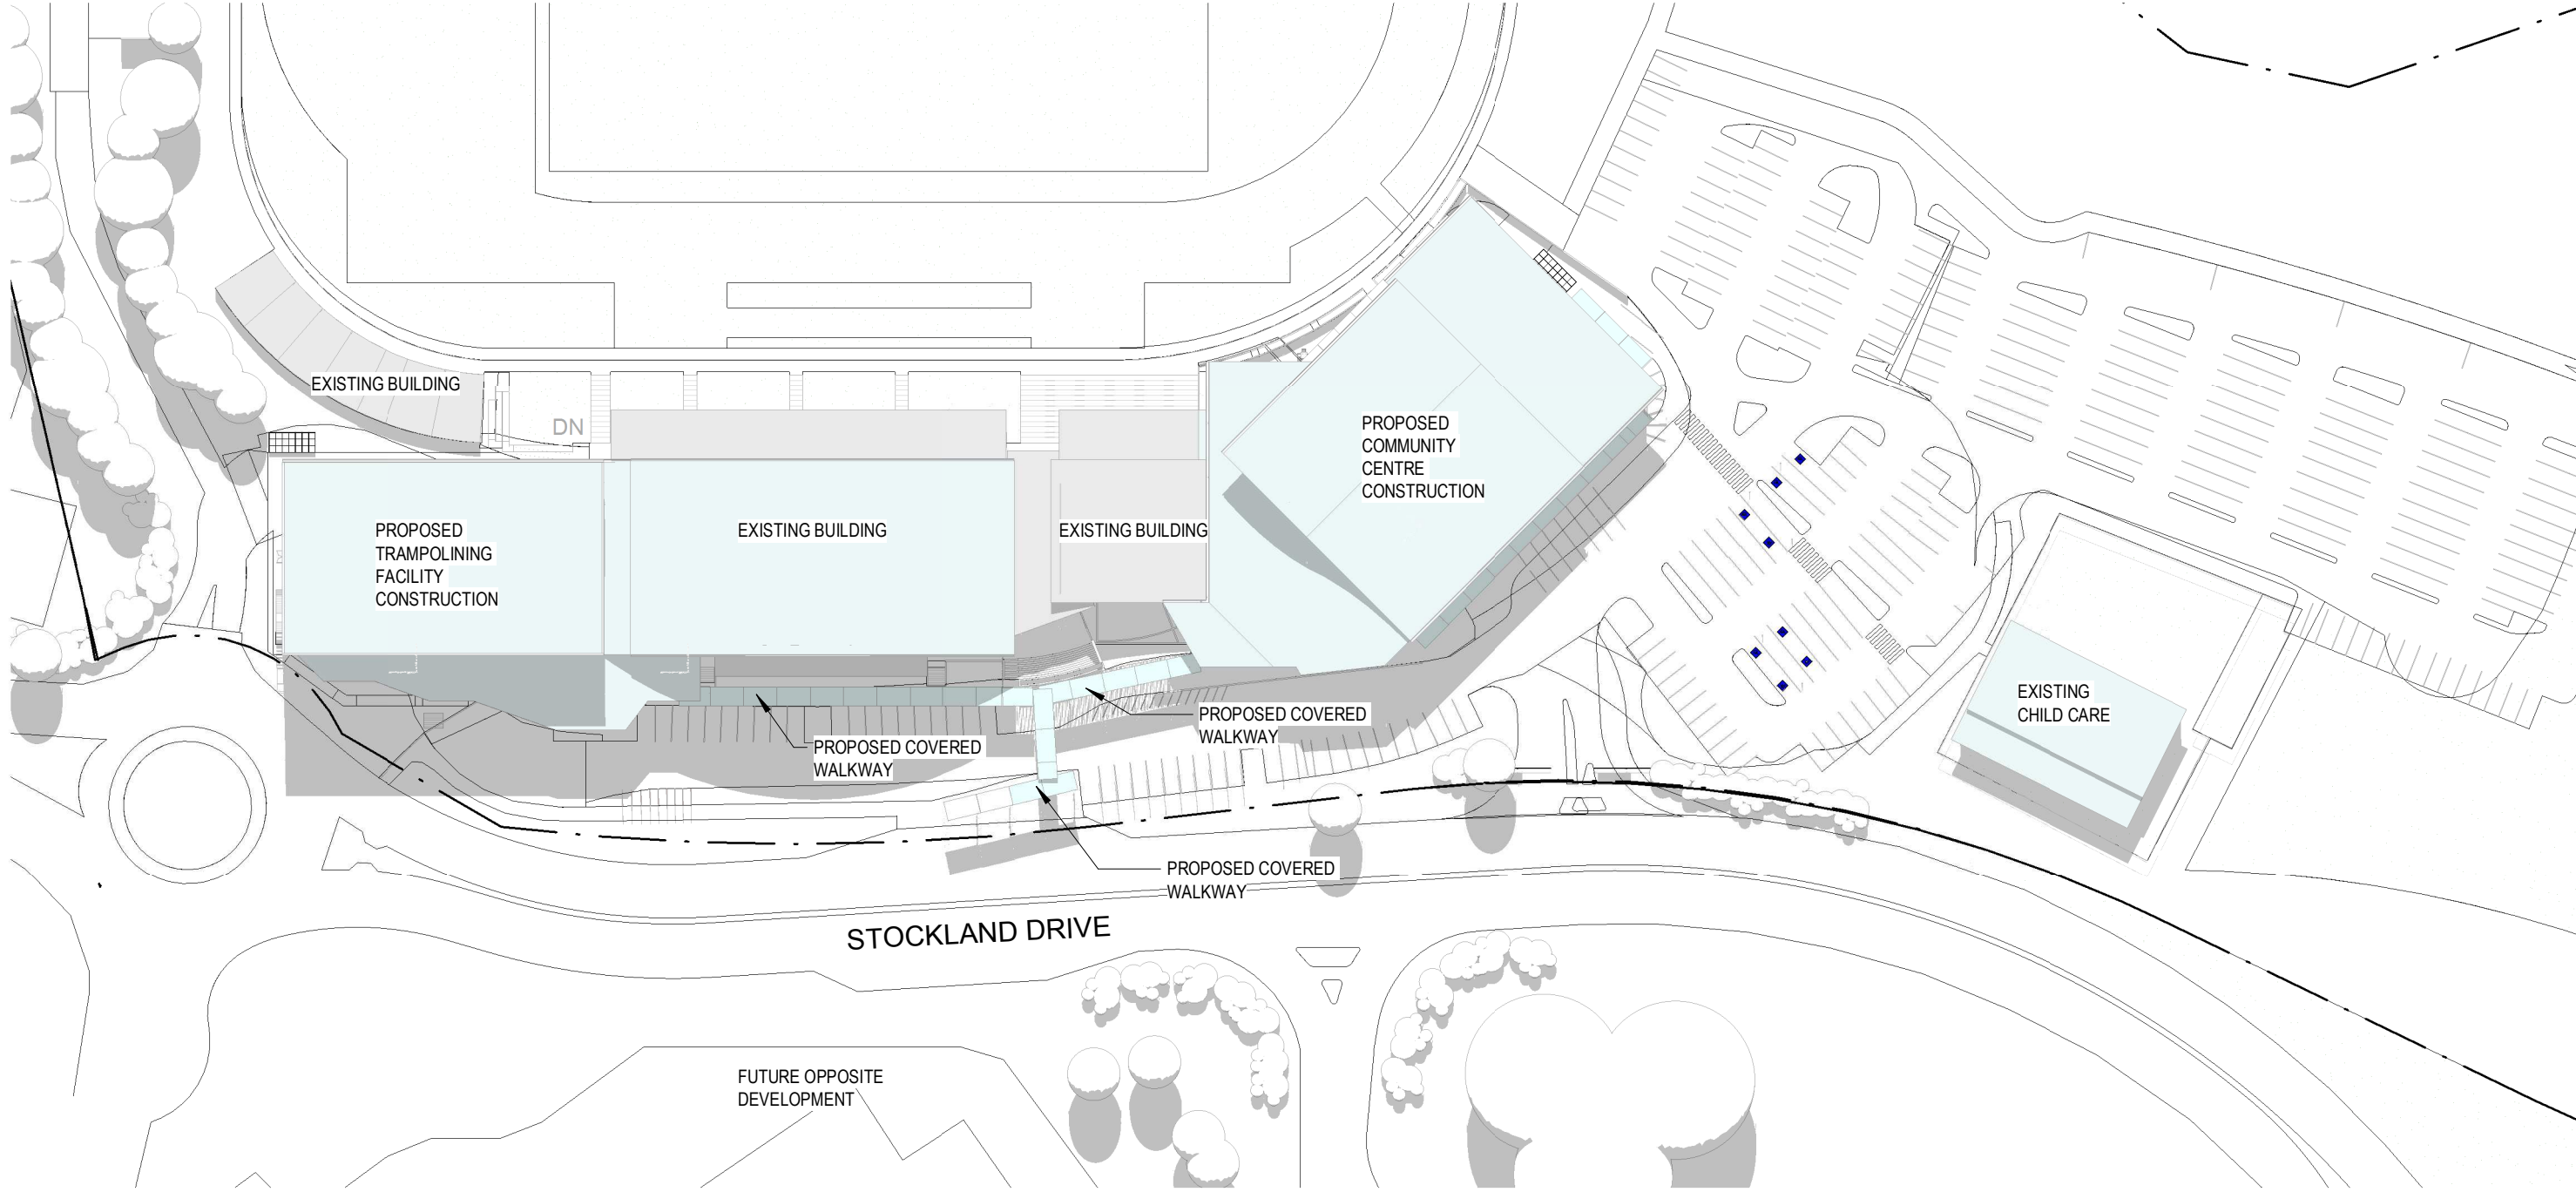 EXISTING BUILDING
DN
PROPOSED
COMMUNITY
CENTRE
CONSTRUCTION
PROPOSED
TRAMPOLINING
FACILITY
CONSTRUCTION
EXISTING BUILDING
EXISTING BUILDING
EXISTING
CHILD CARE
PROPOSED COVERED
WALKWAY
PROPOSED COVERED
WALKWAY
PROPOSED COVERED
WALKWAY
STOCKLAND DRIVE
FUTURE OPPOSITE
DEVELOPMENT